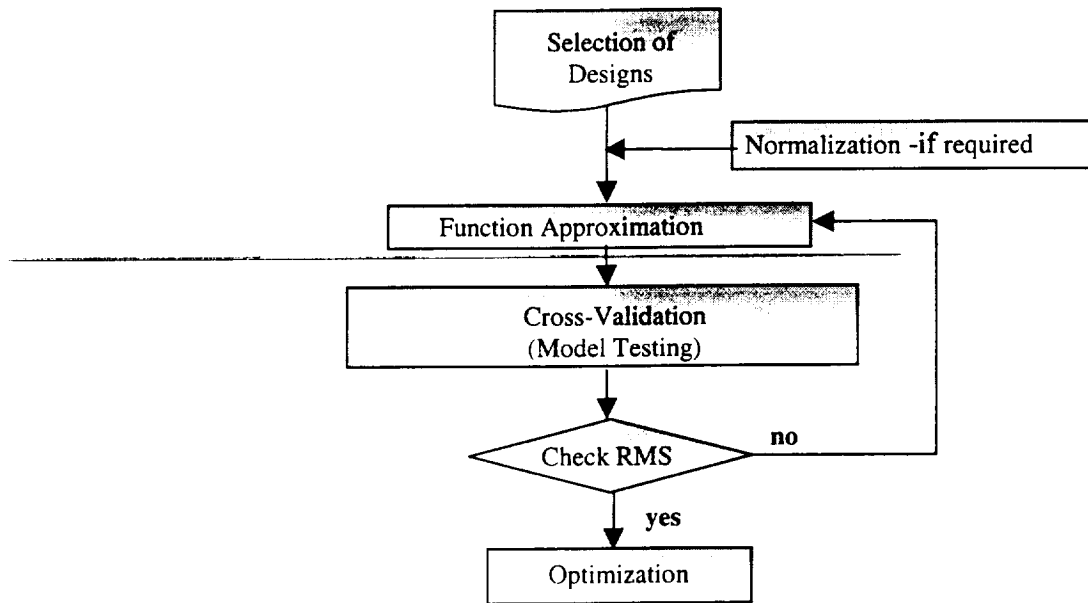 Selection of
Designs
Normalization -if required
Function Approximation
Cross-Validation
(Model Testing)
Check RMS
no
yes
Optimization